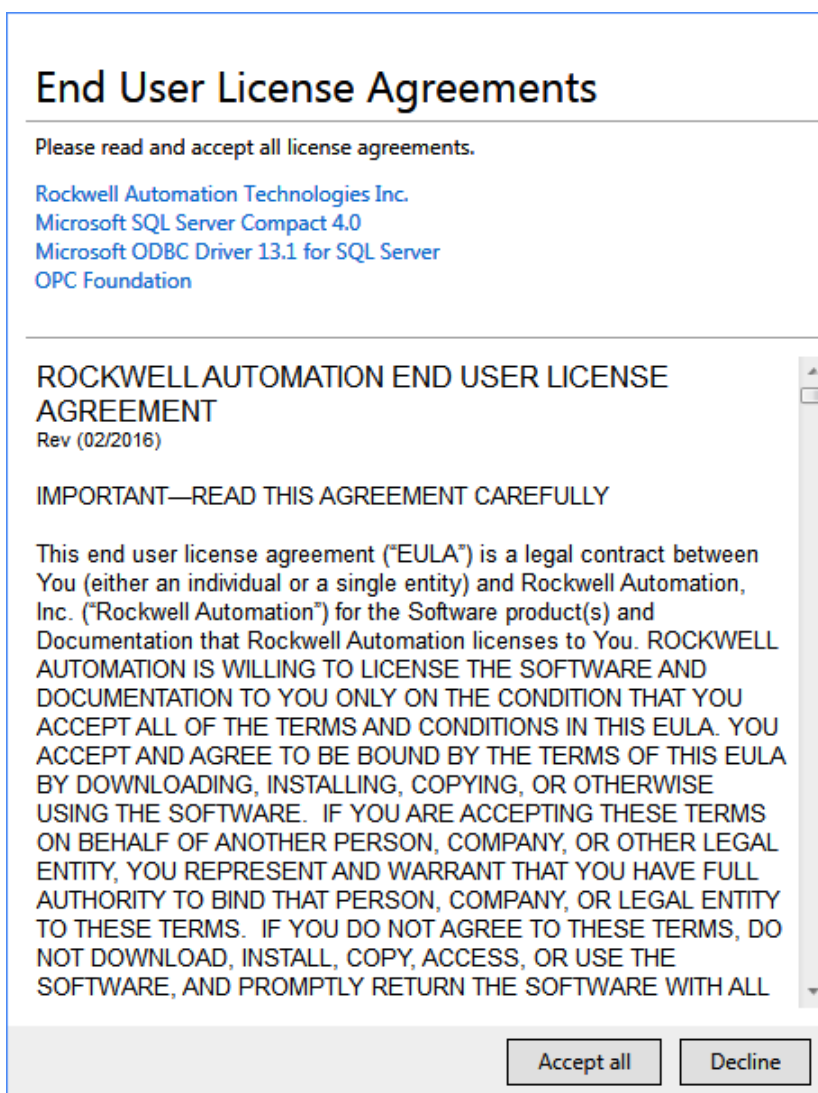 End User License Agreements
Please read and accept all license agreements.
Rockwell Automation Technologies Inc.
Microsoft SQL Server Compact 4.0
Microsoft ODBC Driver 13.1 for SQL Server
OPC Foundation
ROCKWELL AUTOMATION END USER LICENSE
AGREEMENT
Rev (02/2016)
IMPORTANT—READ THIS AGREEMENT CAREFULLY
This end user license agreement (“EULA”) is a legal contract between
You (either an individual or a single entity) and Rockwell Automation,
Inc. (“Rockwell Automation”) for the Software product(s) and
Documentation that Rockwell Automation licenses to You. ROCKWELL
AUTOMATION IS WILLING TO LICENSE THE SOFTWARE AND
DOCUMENTATION TO YOU ONLY ON THE CONDITION THAT YOU
ACCEPT ALL OF THE TERMS AND CONDITIONS IN THIS EULA. YOU
ACCEPT AND AGREE TO BE BOUND BY THE TERMS OF THIS EULA
BY DOWNLOADING, INSTALLING, COPYING, OR OTHERWISE
USING THE SOFTWARE.  IF YOU ARE ACCEPTING THESE TERMS
ON BEHALF OF ANOTHER PERSON, COMPANY, OR OTHER LEGAL
ENTITY, YOU REPRESENT AND WARRANT THAT YOU HAVE FULL
AUTHORITY TO BIND THAT PERSON, COMPANY, OR LEGAL ENTITY
TO THESE TERMS.  IF YOU DO NOT AGREE TO THESE TERMS, DO
NOT DOWNLOAD, INSTALL, COPY, ACCESS, OR USE THE
SOFTWARE, AND PROMPTLY RETURN THE SOFTWARE WITH ALL
Accept all
Decline